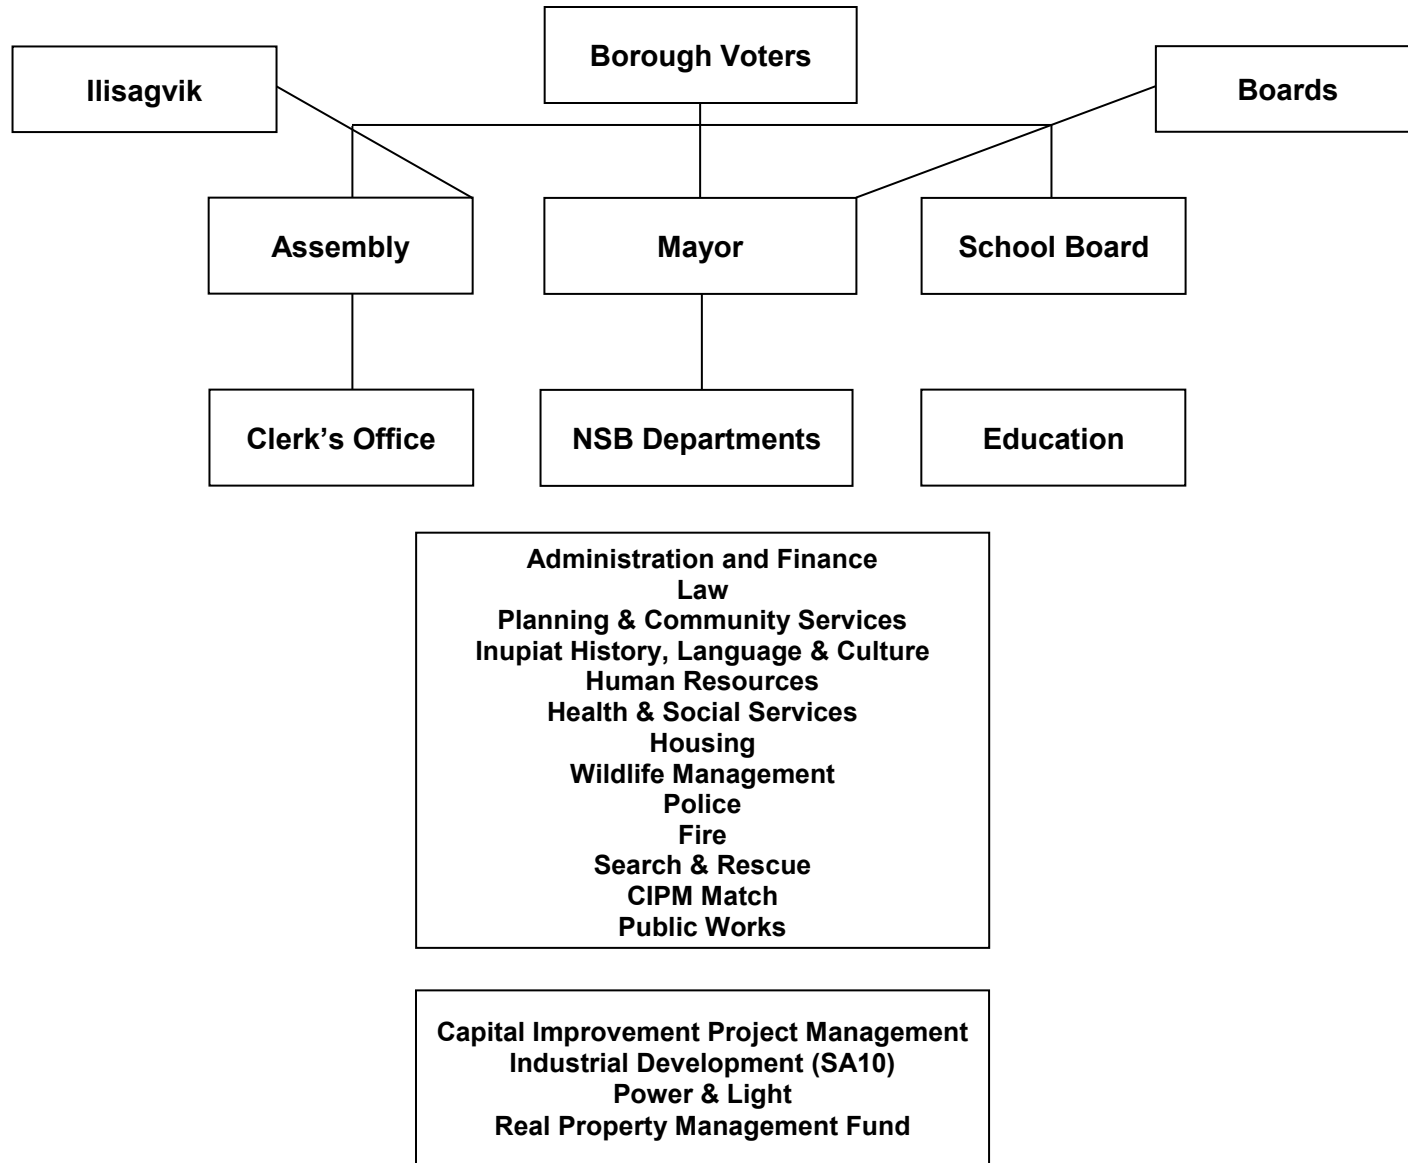 Borough Voters
Ilisagvik
Boards
Assembly
Mayor
School Board
Clerk’s Office
NSB Departments
Education
Administration and Finance
Law
Planning & Community Services
Inupiat History, Language & Culture
Human Resources
Health & Social Services
Housing
Wildlife Management
Police
Fire
Search & Rescue
CIPM Match
Public Works
Capital Improvement Project Management
Industrial Development (SA10)
Power & Light
Real Property Management Fund